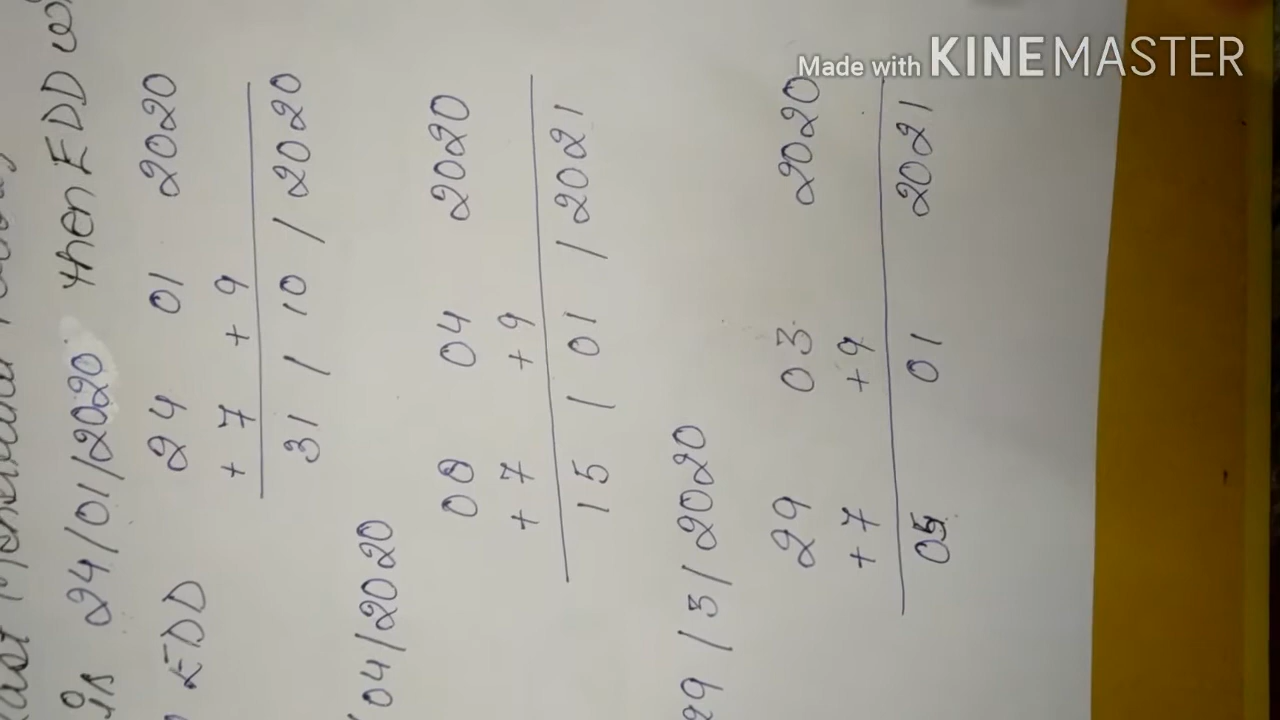 Made with KINEMASTER
Last Menstrual
is 24/01/2020 then EDD
EDD 24 01 2020
+ 7 + 9
31 / 10 / 2020
04/2020
08 04 2020
+ 7 + 9
15 / 01 / 2021
29 / 3 / 2020
29 03 2020
+ 7 + 9
05 01 2021